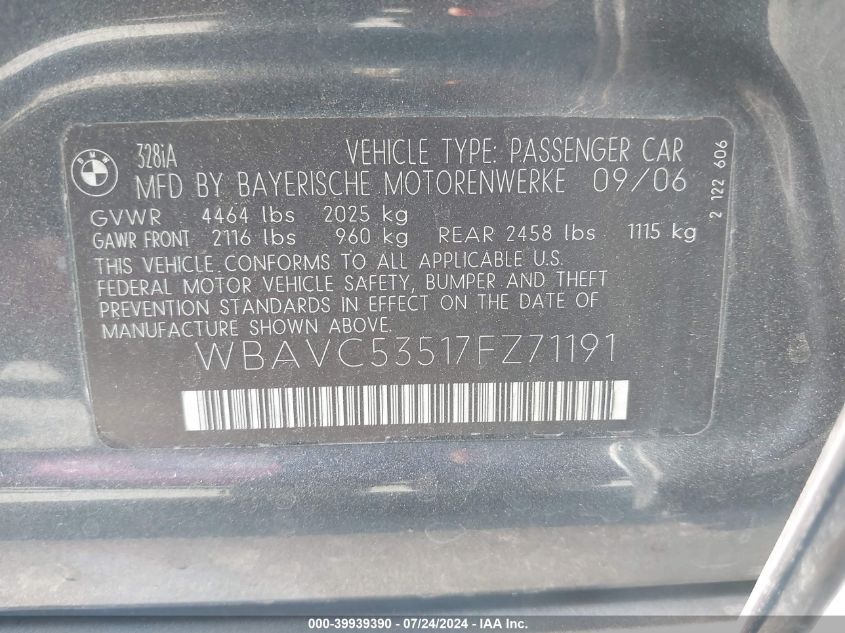 BMW
328iA VEHICLE TYPE: PASSENGER CAR
MFD BY BAYERISCHE MOTORENWERKE 09/06
GVWR 4464 lbs 2025 kg
GAWR FRONT 2116 lbs 960 kg REAR 2458 lbs 1115 kg
THIS VEHICLE CONFORMS TO ALL APPLICABLE U.S.
FEDERAL MOTOR VEHICLE SAFETY, BUMPER AND THEFT
PREVENTION STANDARDS IN EFFECT ON THE DATE OF
MANUFACTURE SHOWN ABOVE.
WBAVC53517FZ71191
2 122 606
000-39939390 - 07/24/2024 - IAAI.COM